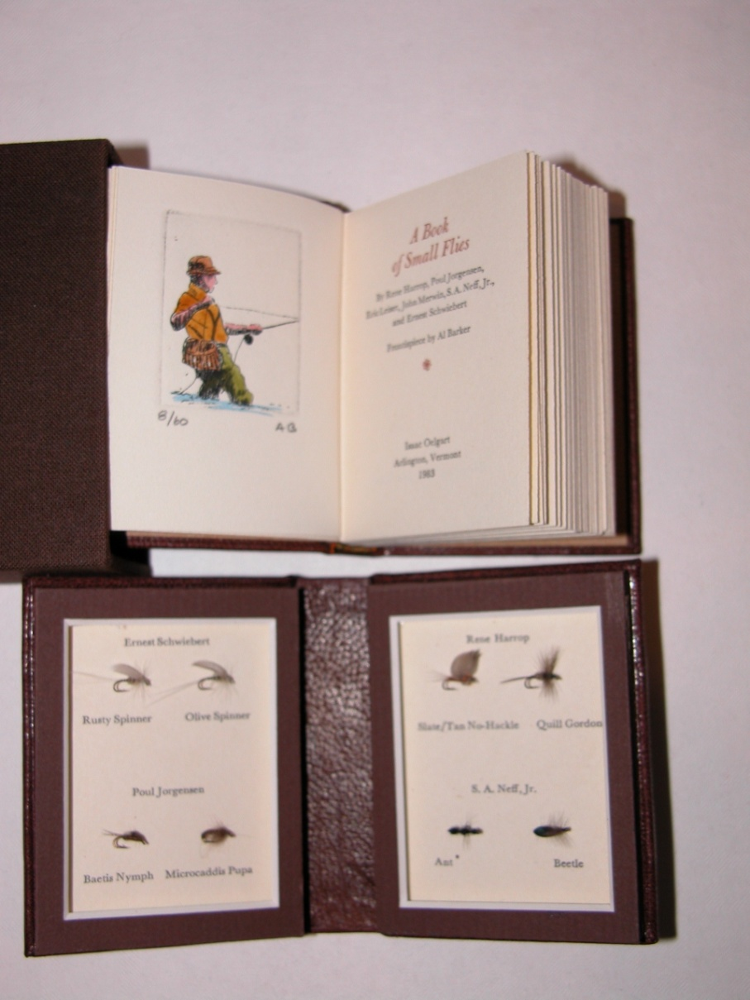 A Book
of Small Flies
By Rene Harrop, Poul Jorgensen,
Eric Leiser, John Merwin, S. A. Neff, Jr.,
and Ernest Schwiebert
Frontispiece by Al Barker
Isaac Oelgart
Arlington, Vermont
1983
8/60
AB
Ernest Schwiebert
Rusty Spinner Olive Spinner
Poul Jorgensen
Baetis Nymph Microcaddis Pupa
Rene Harrop
Slate/Tan No-Hackle Quill Gordon
S. A. Neff, Jr.
Ant Beetle